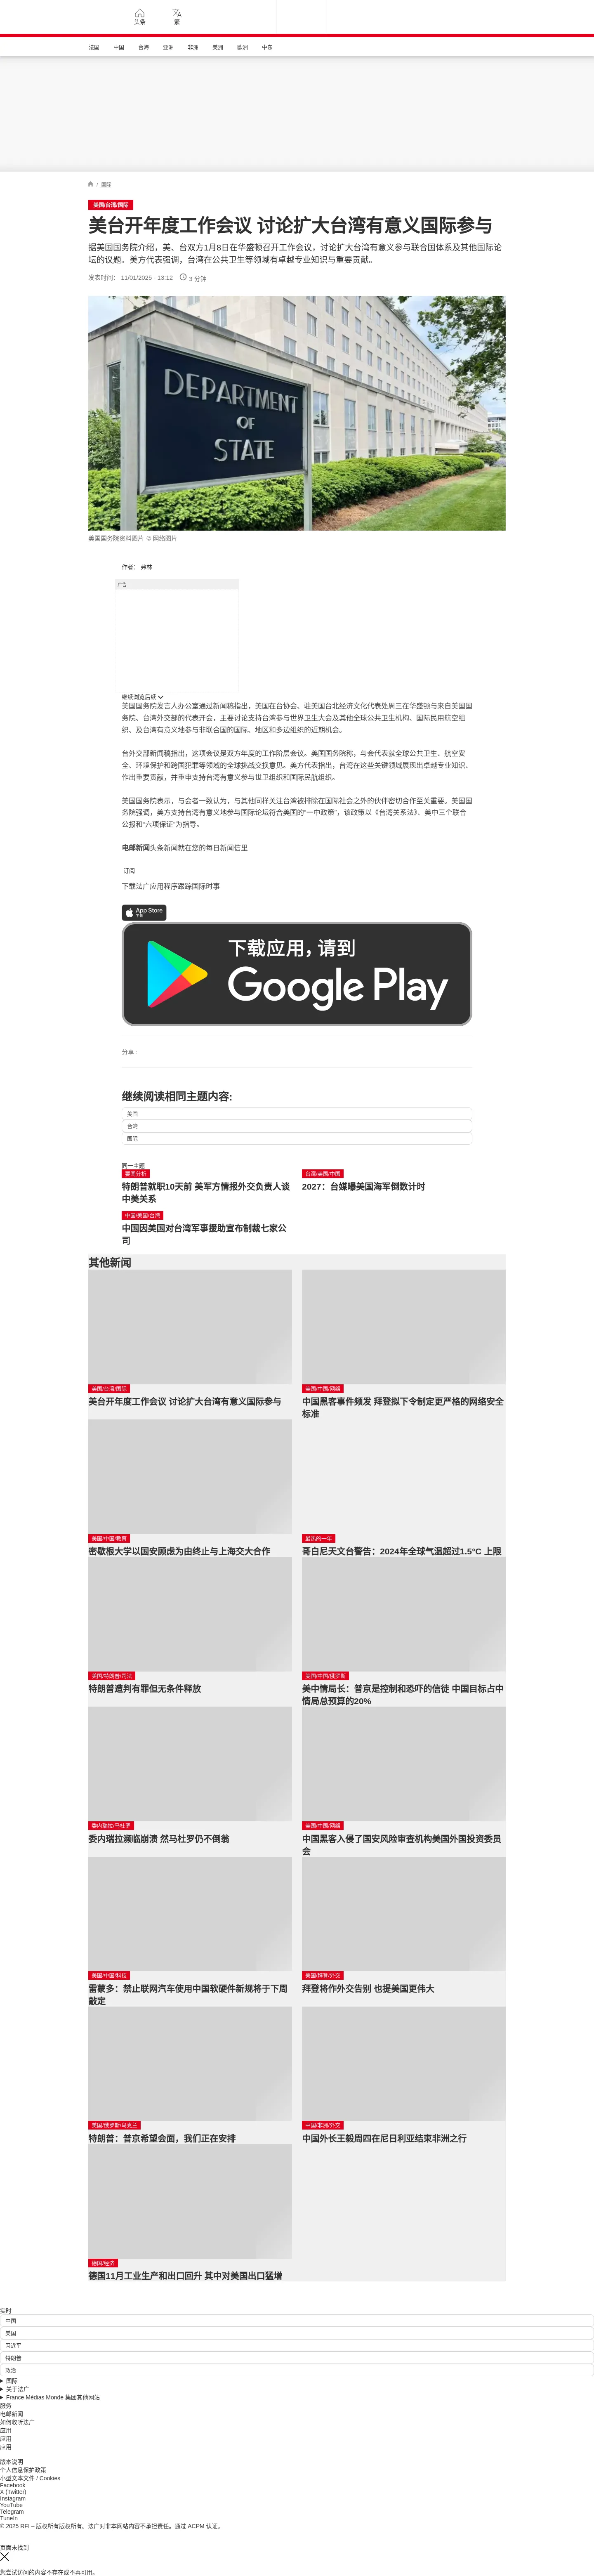 头条
繁
法国 中国 台海 亚洲 非洲 美洲 欧洲 中东
/ 国际
美国/台湾/国际
美台开年度工作会议 讨论扩大台湾有意义国际参与
据美国国务院介绍，美、台双方1月8日在华盛顿召开工作会议，讨论扩大台湾有意义参与联合国体系及其他国际论
坛的议题。美方代表强调，台湾在公共卫生等领域有卓越专业知识与重要贡献。
发表时间： 11/01/2025 - 13:12 3 分钟
DEPARTMENT
OF
STATE
美国国务院资料图片 © 网络图片
作者： 弗林
广告
继续浏览后续
美国国务院发言人办公室通过新闻稿指出，美国在台协会、驻美国台北经济文化代表处周三在华盛顿与来自美国国
务院、台湾外交部的代表开会，主要讨论支持台湾参与世界卫生大会及其他全球公共卫生机构、国际民用航空组
织、及台湾有意义地参与非联合国的国际、地区和多边组织的近期机会。
台外交部新闻稿指出，这项会议是双方年度的工作阶层会议。美国国务院称，与会代表就全球公共卫生、航空安
全、环境保护和跨国犯罪等领域的全球挑战交换意见。美方代表指出，台湾在这些关键领域展现出卓越专业知识、
作出重要贡献，并重申支持台湾有意义参与世卫组织和国际民航组织。
美国国务院表示，与会者一致认为，与其他同样关注台湾被排除在国际社会之外的伙伴密切合作至关重要。美国国
务院强调，美方支持台湾有意义地参与国际论坛符合美国的“一中政策”，该政策以《台湾关系法》、美中三个联合
公报和“六项保证”为指导。
电邮新闻头条新闻就在您的每日新闻信里
订阅
下载法广应用程序跟踪国际时事
App Store
下载
下载应用，请到
Google Play
分享 :
继续阅读相同主题内容:
美国
台湾
国际
同一主题
要闻分析
特朗普就职10天前 美军方情报外交负责人谈
中美关系
台湾/美国/中国
2027：台媒曝美国海军倒数计时
中国/美国/台湾
中国因美国对台湾军事援助宣布制裁七家公
司
其他新闻
美国/台湾/国际
美台开年度工作会议 讨论扩大台湾有意义国际参与
美国/中国/网络
中国黑客事件频发 拜登拟下令制定更严格的网络安全
标准
美国/中国/教育
密歇根大学以国安顾虑为由终止与上海交大合作
最热的一年
哥白尼天文台警告：2024年全球气温超过1.5°C 上限
美国/特朗普/司法
特朗普遭判有罪但无条件释放
美国/中国/俄罗斯
美中情局长：普京是控制和恐吓的信徒 中国目标占中
情局总预算的20%
委内瑞拉/马杜罗
委内瑞拉濒临崩溃 然马杜罗仍不倒翁
美国/中国/网络
中国黑客入侵了国安风险审查机构美国外国投资委员
会
美国/中国/科技
雷蒙多：禁止联网汽车使用中国软硬件新规将于下周
敲定
美国/拜登/外交
拜登将作外交告别 也提美国更伟大
美国/俄罗斯/乌克兰
特朗普：普京希望会面，我们正在安排
中国/非洲/外交
中国外长王毅周四在尼日利亚结束非洲之行
德国/经济
德国11月工业生产和出口回升 其中对美国出口猛增
实时
中国
美国
习近平
特朗普
政治
国际
关于法广
France Médias Monde 集团其他网站
服务
电邮新闻
如何收听法广
应用
应用
应用
版本说明
个人信息保护政策
小型文本文件 / Cookies
Facebook
X (Twitter)
Instagram
YouTube
Telegram
TuneIn
© 2025 RFI – 版权所有版权所有。法广对非本网站内容不承担责任。通过 ACPM 认证。
页面未找到
您尝试访问的内容不存在或不再可用。